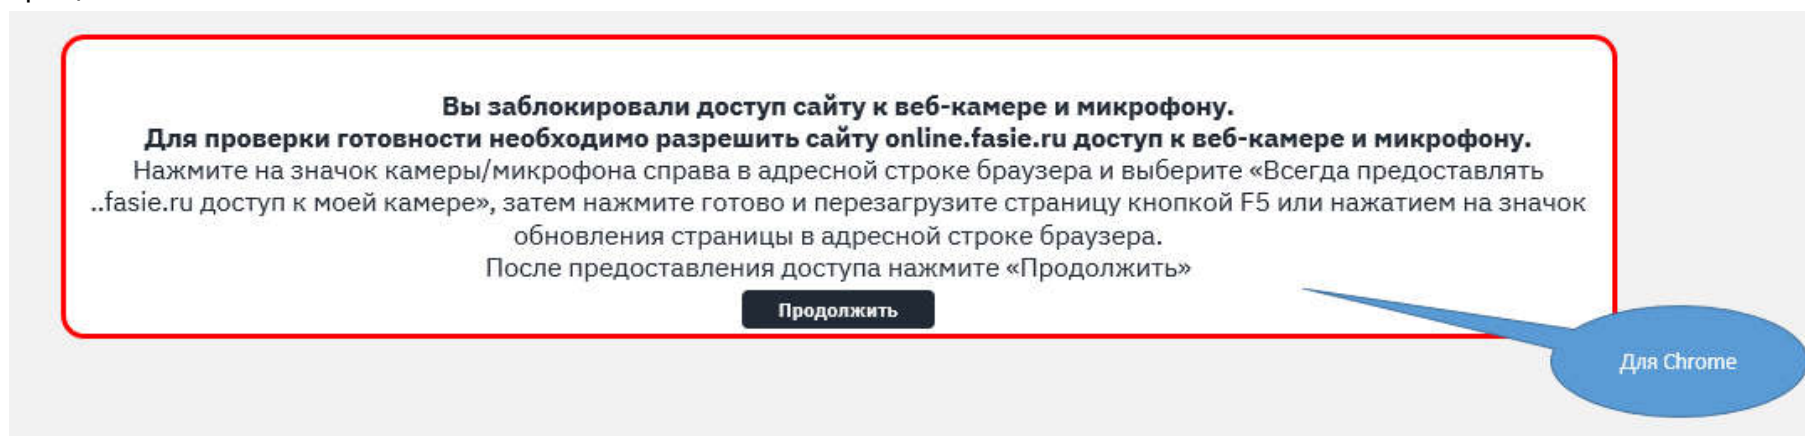 Вы заблокировали доступ сайту к веб-камере и микрофону.
Для проверки готовности необходимо разрешить сайту online.fasie.ru доступ к веб-камере и микрофону.
Нажмите на значок камеры/микрофона справа в адресной строке браузера и выберите «Всегда предоставлять
..fasie.ru доступ к моей камере», затем нажмите готово и перезагрузите страницу кнопкой F5 или нажатием на значок
обновления страницы в адресной строке браузера.
После предоставления доступа нажмите «Продолжить»
Продолжить
Для Chrome